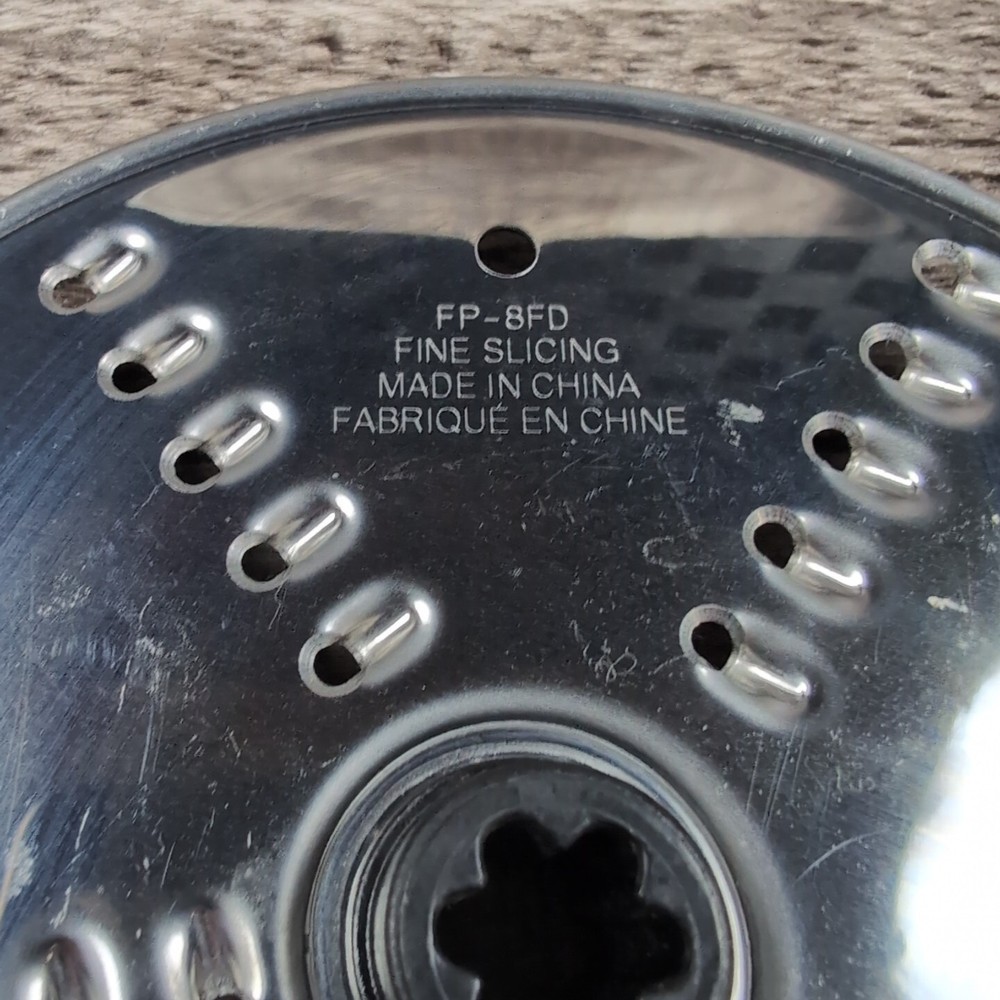 FP-8FD
FINE SLICING
MADE IN CHINA
FABRIQUÉ EN CHINE